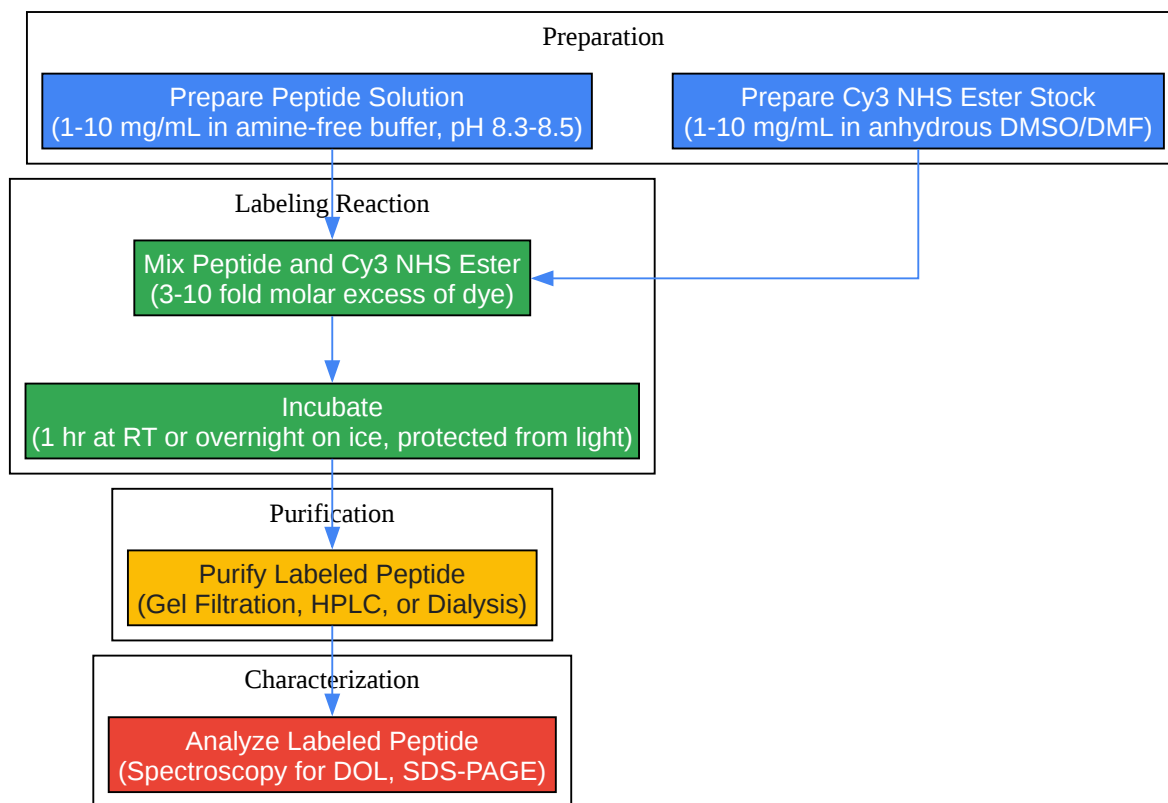 Preparation
Prepare Peptide Solution
(1-10 mg/mL in amine-free buffer, pH 8.3-8.5)
Prepare Cy3 NHS Ester Stock
(1-10 mg/mL in anhydrous DMSO/DMF)
Labeling Reaction
Mix Peptide and Cy3 NHS Ester
(3-10 fold molar excess of dye)
Incubate
(1 hr at RT or overnight on ice, protected from light)
Purification
Purify Labeled Peptide
(Gel Filtration, HPLC, or Dialysis)
Characterization
Analyze Labeled Peptide
(Spectroscopy for DOL, SDS-PAGE)